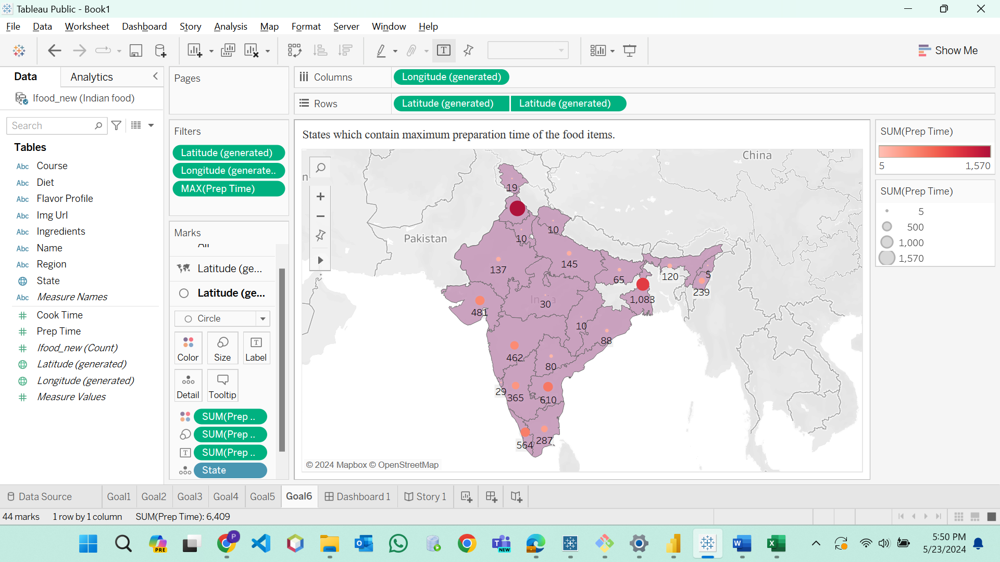 Tableau Public - Book1
File Data Worksheet Dashboard Story Analysis Map Format Server Window Help
Show Me
Data Analytics
Ifood_new (Indian food)
Search
Tables
Abc Course
Abc Diet
Abc Flavor Profile
Abc Img Url
Abc Ingredients
Abc Name
Abc Region
State
Abc Measure Names
Cook Time
Prep Time
Ifood_new (Count)
Latitude (generated)
Longitude (generated)
Measure Values
Pages
Filters
Latitude (generated)
Longitude (generate..
MAX(Prep Time)
Marks
All
Latitude (ge...
Latitude (ge...
Circle
Color Size Label
Detail Tooltip
SUM(Prep ..
SUM(Prep ..
SUM(Prep ..
State
Columns Longitude (generated)
Rows Latitude (generated) Latitude (generated)
States which contain maximum preparation time of the food items.
China
n
19
Pakistan
10
10
137
145
65
120
5
239
1,083
481
30
10
88
462
80
29
365
610
564
287
© 2024 Mapbox © OpenStreetMap
SUM(Prep Time)
5 1,570
SUM(Prep Time)
5
500
1,000
1,570
Data Source Goal1 Goal2 Goal3 Goal4 Goal5 Goal6 Dashboard 1 Story 1
44 marks 1 row by 1 column SUM(Prep Time): 6,409
PRE
P
NEW
5:50 PM
5/23/2024